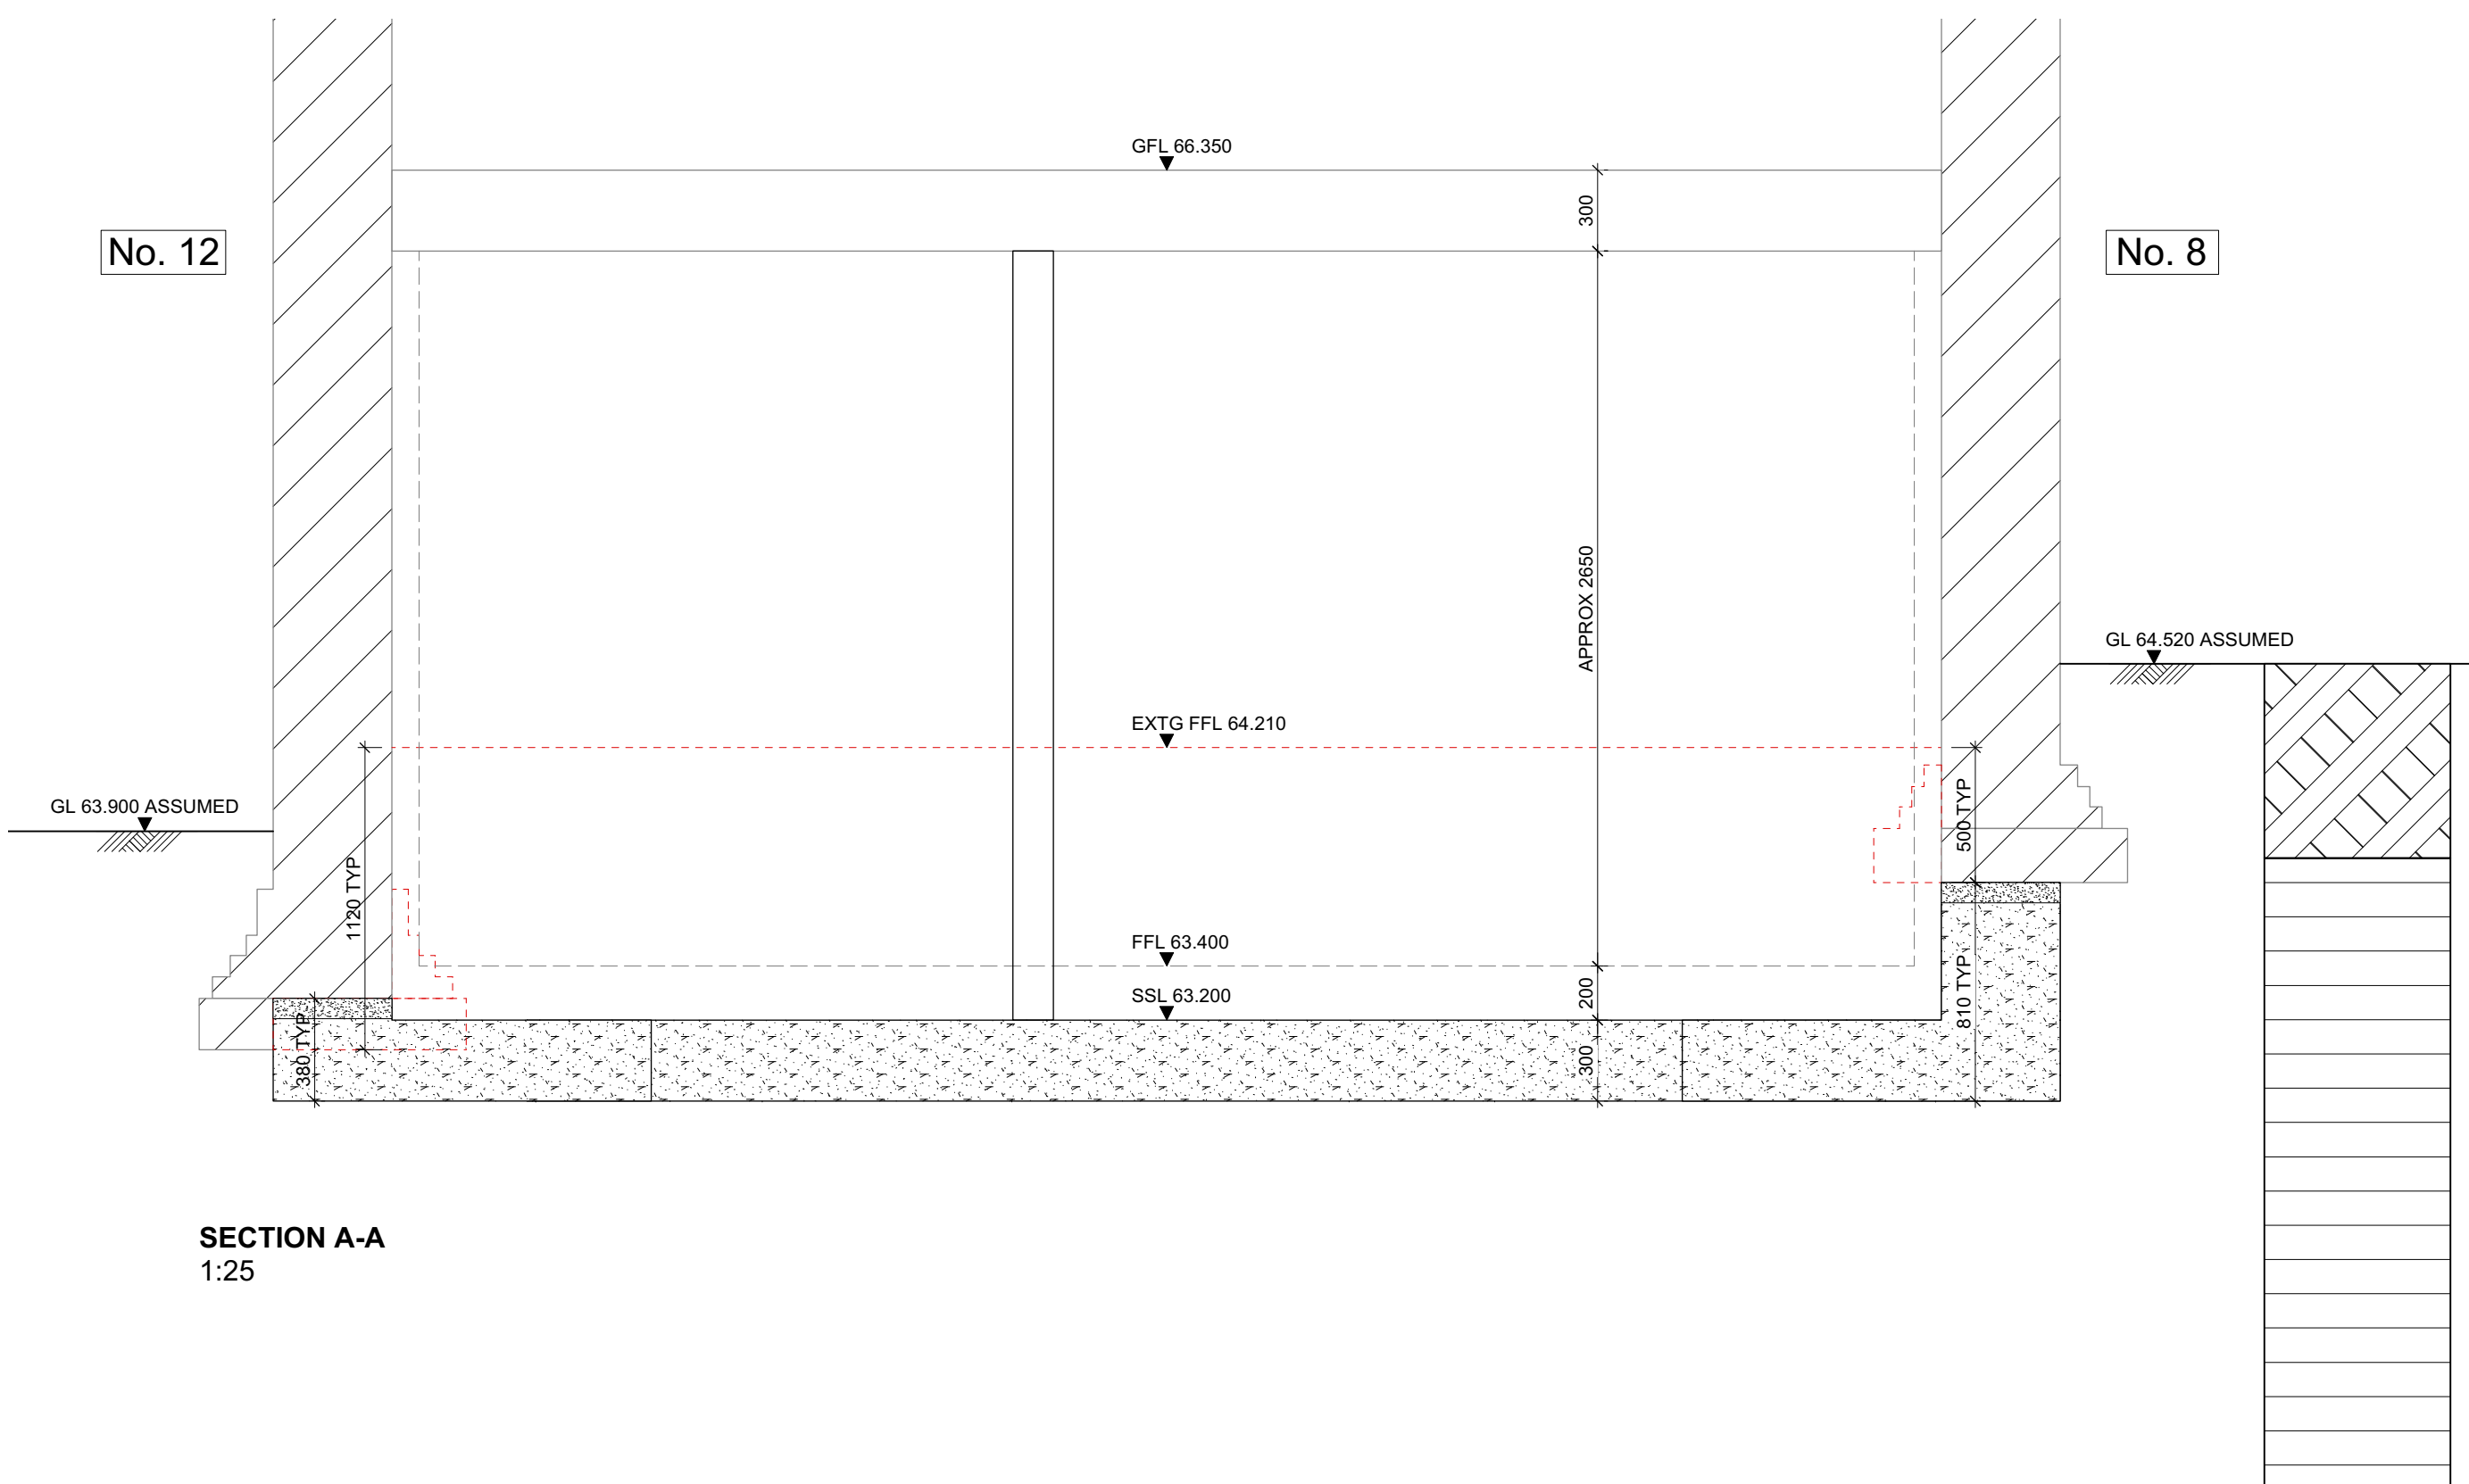 GFL 66.350
300
No. 12
No. 8
APPROX 2650
GL 64.520 ASSUMED
EXTG FFL 64.210
GL 63.900 ASSUMED
500 TYP
1120 TYP
FFL 63.400
SSL 63.200
200
810 TYP
380 TYP
300
SECTION A-A
1:25